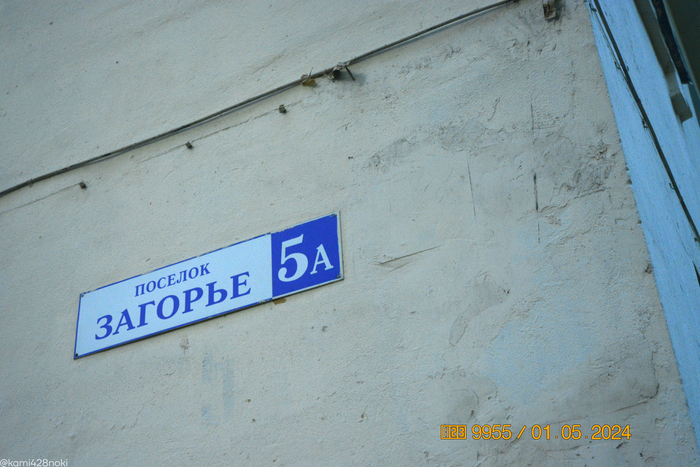 ПОСЕЛОК
ЗАГОРЬЕ
5А
9955 / 01.05.2024
@kami428noki